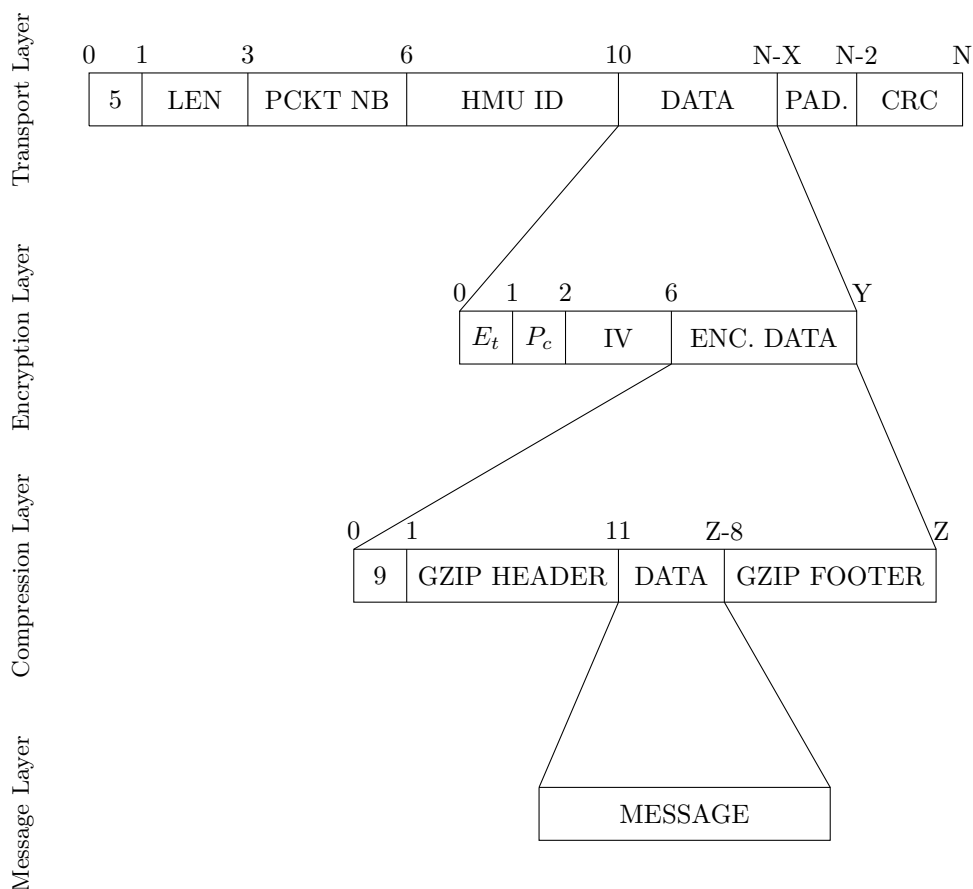 Transport Layer
0 1 3 6 10 N-X N-2 N
5 LEN PCKT NB HMU ID DATA PAD. CRC
Encryption Layer
0 1 2 6 Y
E_t P_c IV ENC. DATA
Compression Layer
0 1 11 Z-8 Z
9 GZIP HEADER DATA GZIP FOOTER
Message Layer
MESSAGE